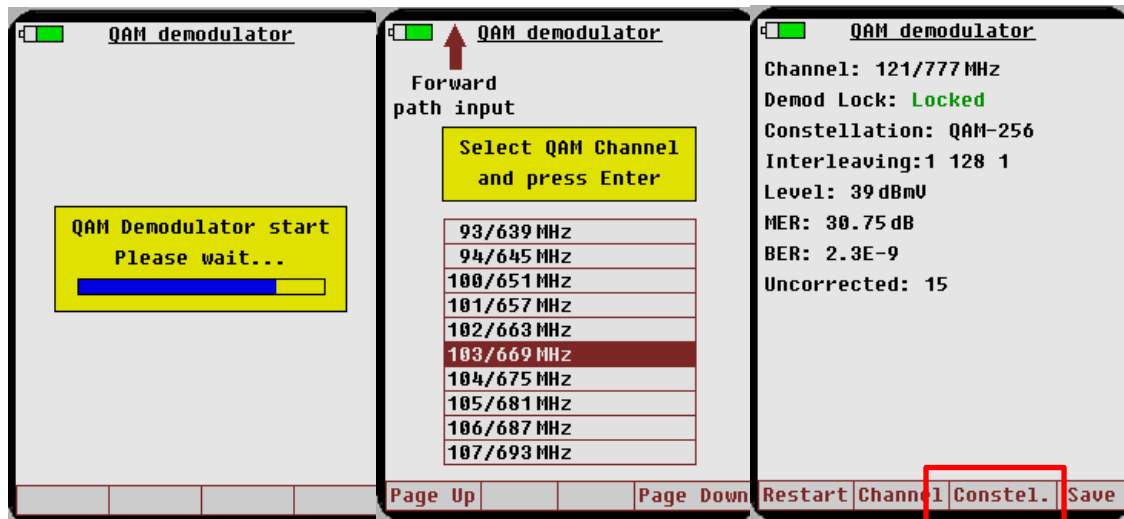 QAM demodulator
QAM Demodulator start
Please wait...
QAM demodulator
Forward
path input
Select QAM Channel
and press Enter
93/639 MHz
94/645 MHz
100/651 MHz
101/657 MHz
102/663 MHz
103/669 MHz
104/675 MHz
105/681 MHz
106/687 MHz
107/693 MHz
Page Up Page Down
QAM demodulator
Channel: 121/777 MHz
Demod Lock: Locked
Constellation: QAM-256
Interleaving:1 128 1
Level: 39 dBmV
MER: 30.75 dB
BER: 2.3E-9
Uncorrected: 15
Restart Channel Constel. Save